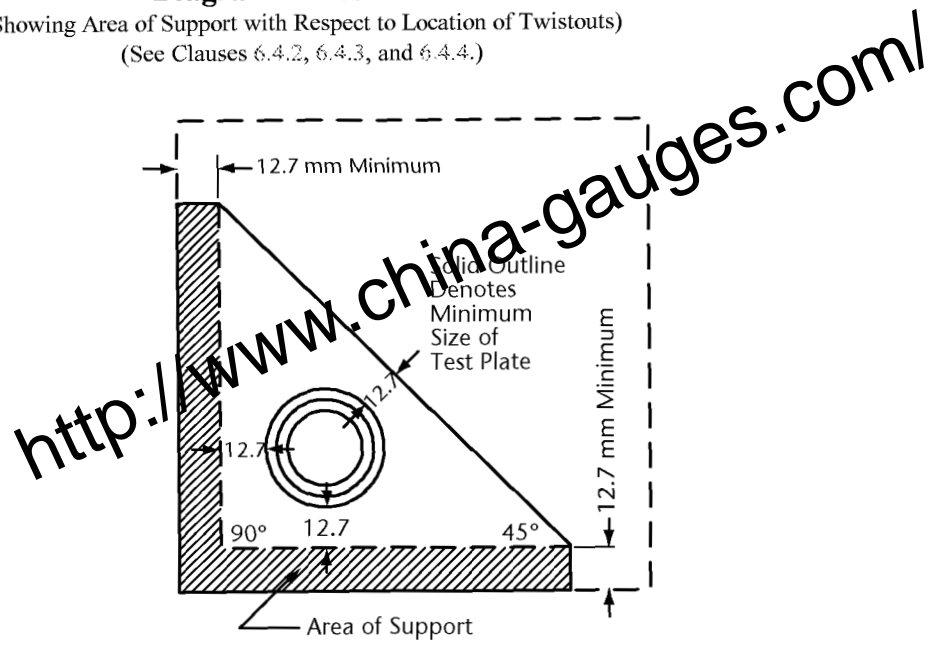 Showing Area of Support with Respect to Location of Twistouts)
(See Clauses 6.4.2, 6.4.3, and 6.4.4.)
12.7 mm Minimum
Solid Outline
Denotes
Minimum
Size of
Test Plate
12.7 mm Minimum
12.7
12.7
12.7
90°
45°
Area of Support
http://www.china-gauges.com/